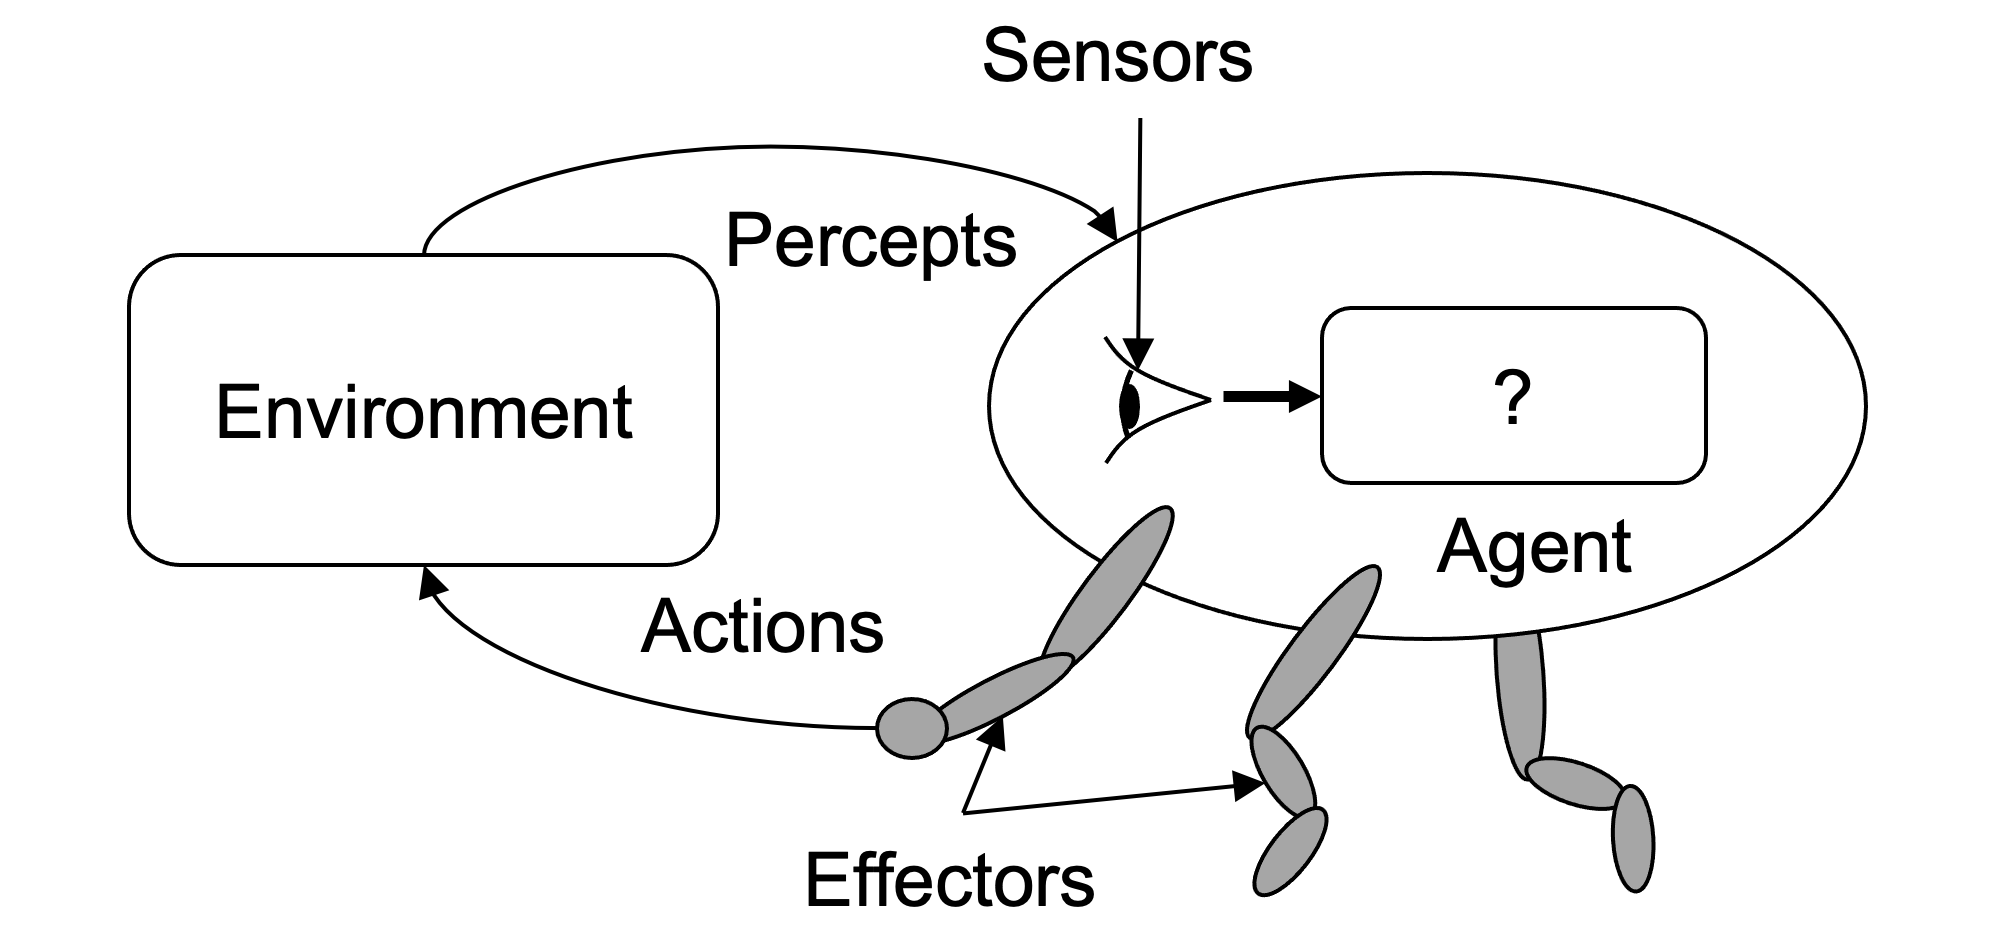 Sensors
Percepts
Environment
?
Agent
Actions
Effectors